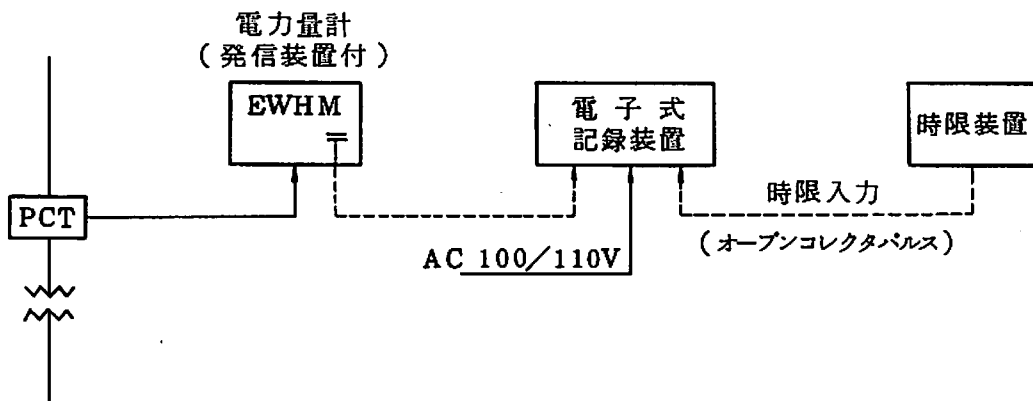 電力量計
(発信装置付)
EWHM
電子式
記録装置
時限装置
PCT
時限入力
(オープンコレクタパルス)
AC 100/110V